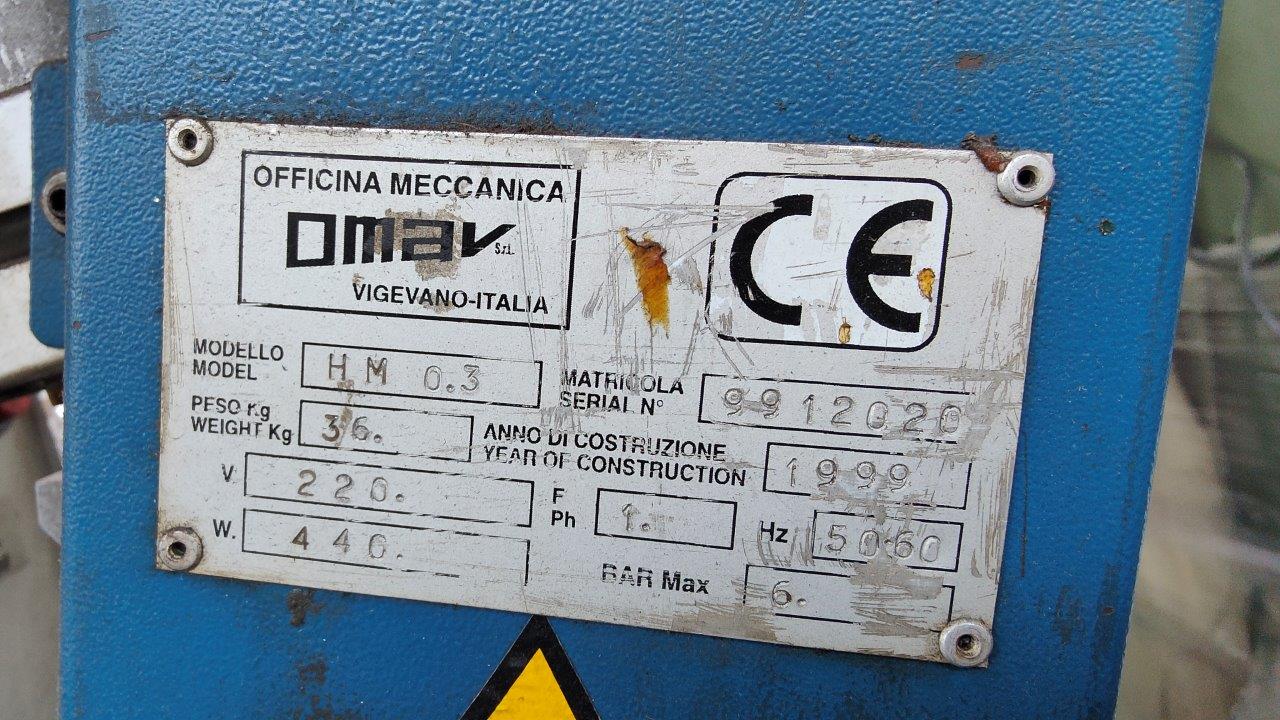 OFFICINA MECCANICA
omav S.r.l.
VIGEVANO-ITALIA
CE
MODELLO
MODEL HM 0.3
MATRICOLA
SERIAL N° 9912020
PESO Kg
WEIGHT Kg 36.
ANNO DI COSTRUZIONE
YEAR OF CONSTRUCTION 1999
V 220.
F
Ph 1.
Hz 5060
W. 440.
BAR Max 6.